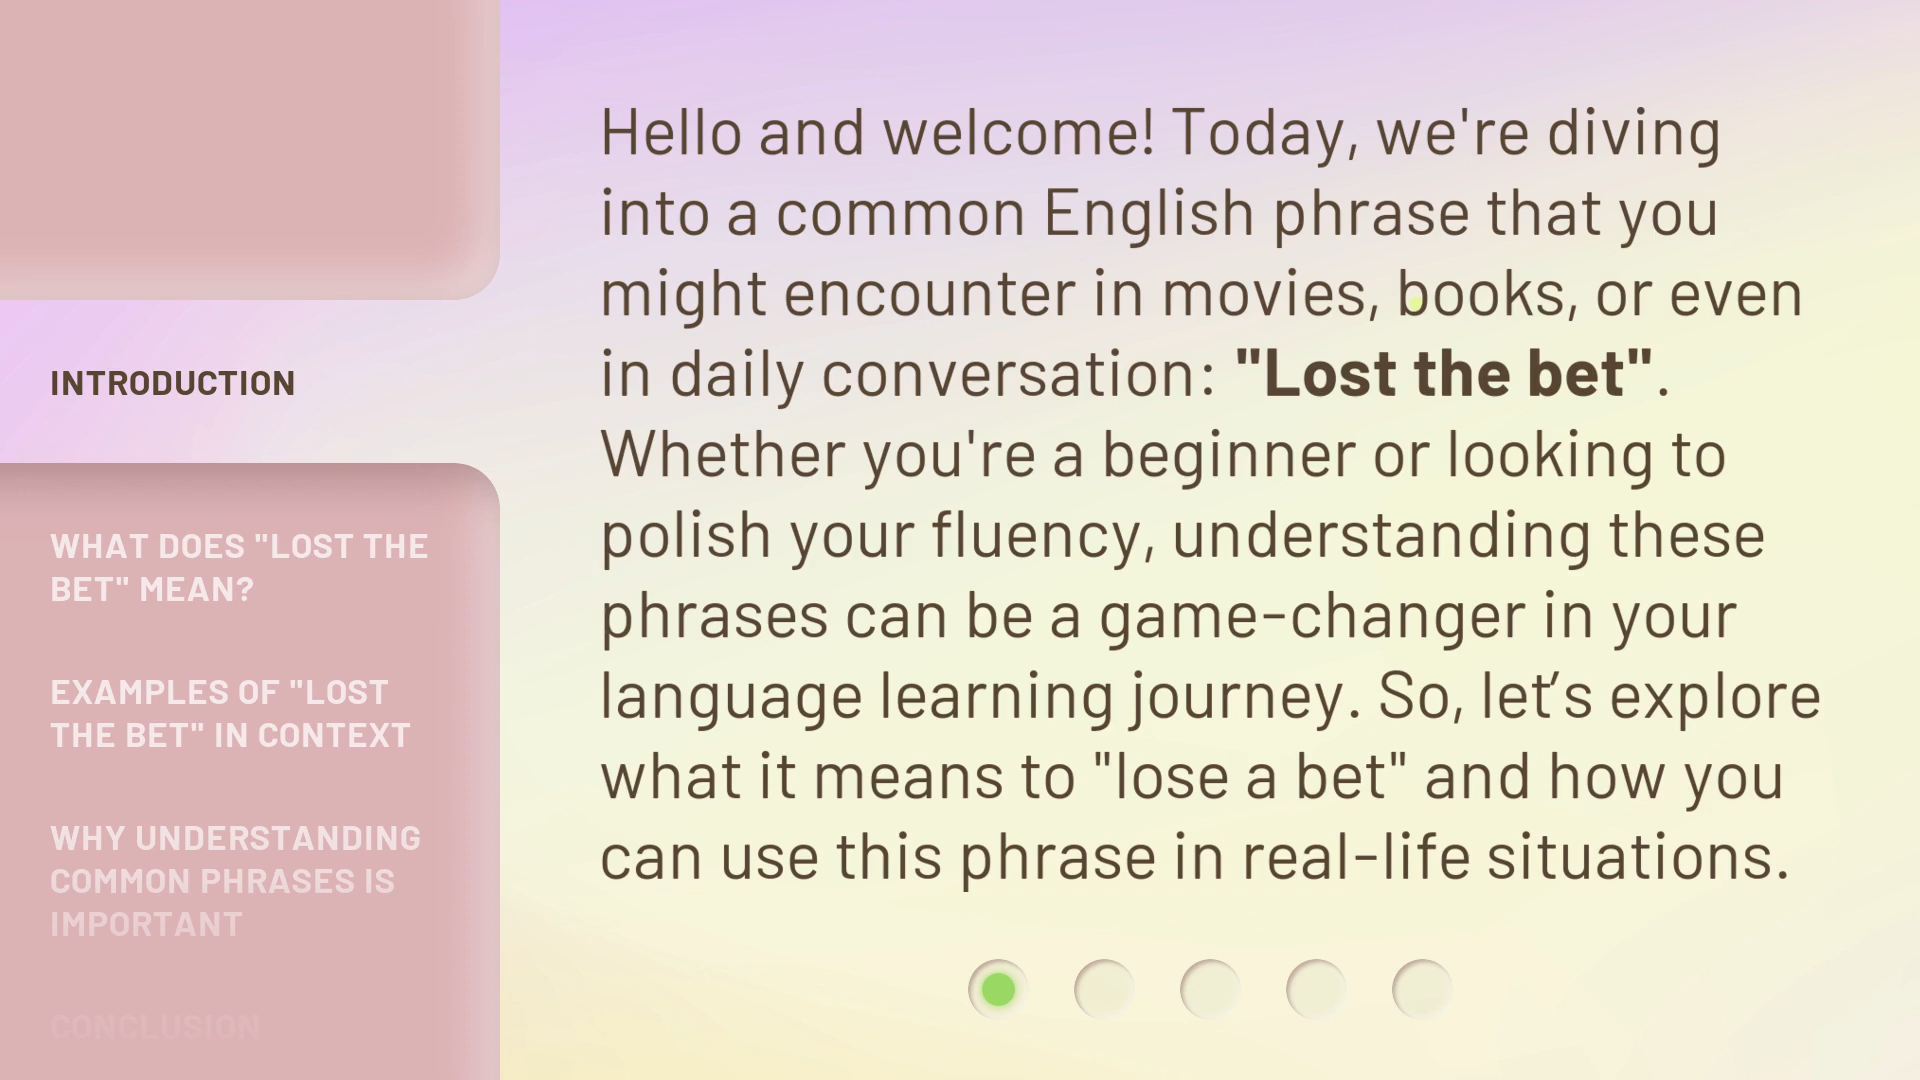 INTRODUCTION
WHAT DOES "LOST THE
BET" MEAN?
EXAMPLES OF "LOST
THE BET" IN CONTEXT
WHY UNDERSTANDING
COMMON PHRASES IS
IMPORTANT
CONCLUSION
Hello and welcome! Today, we're diving
into a common English phrase that you
might encounter in movies, books, or even
in daily conversation: "Lost the bet".
Whether you're a beginner or looking to
polish your fluency, understanding these
phrases can be a game-changer in your
language learning journey. So, let’s explore
what it means to "lose a bet" and how you
can use this phrase in real-life situations.